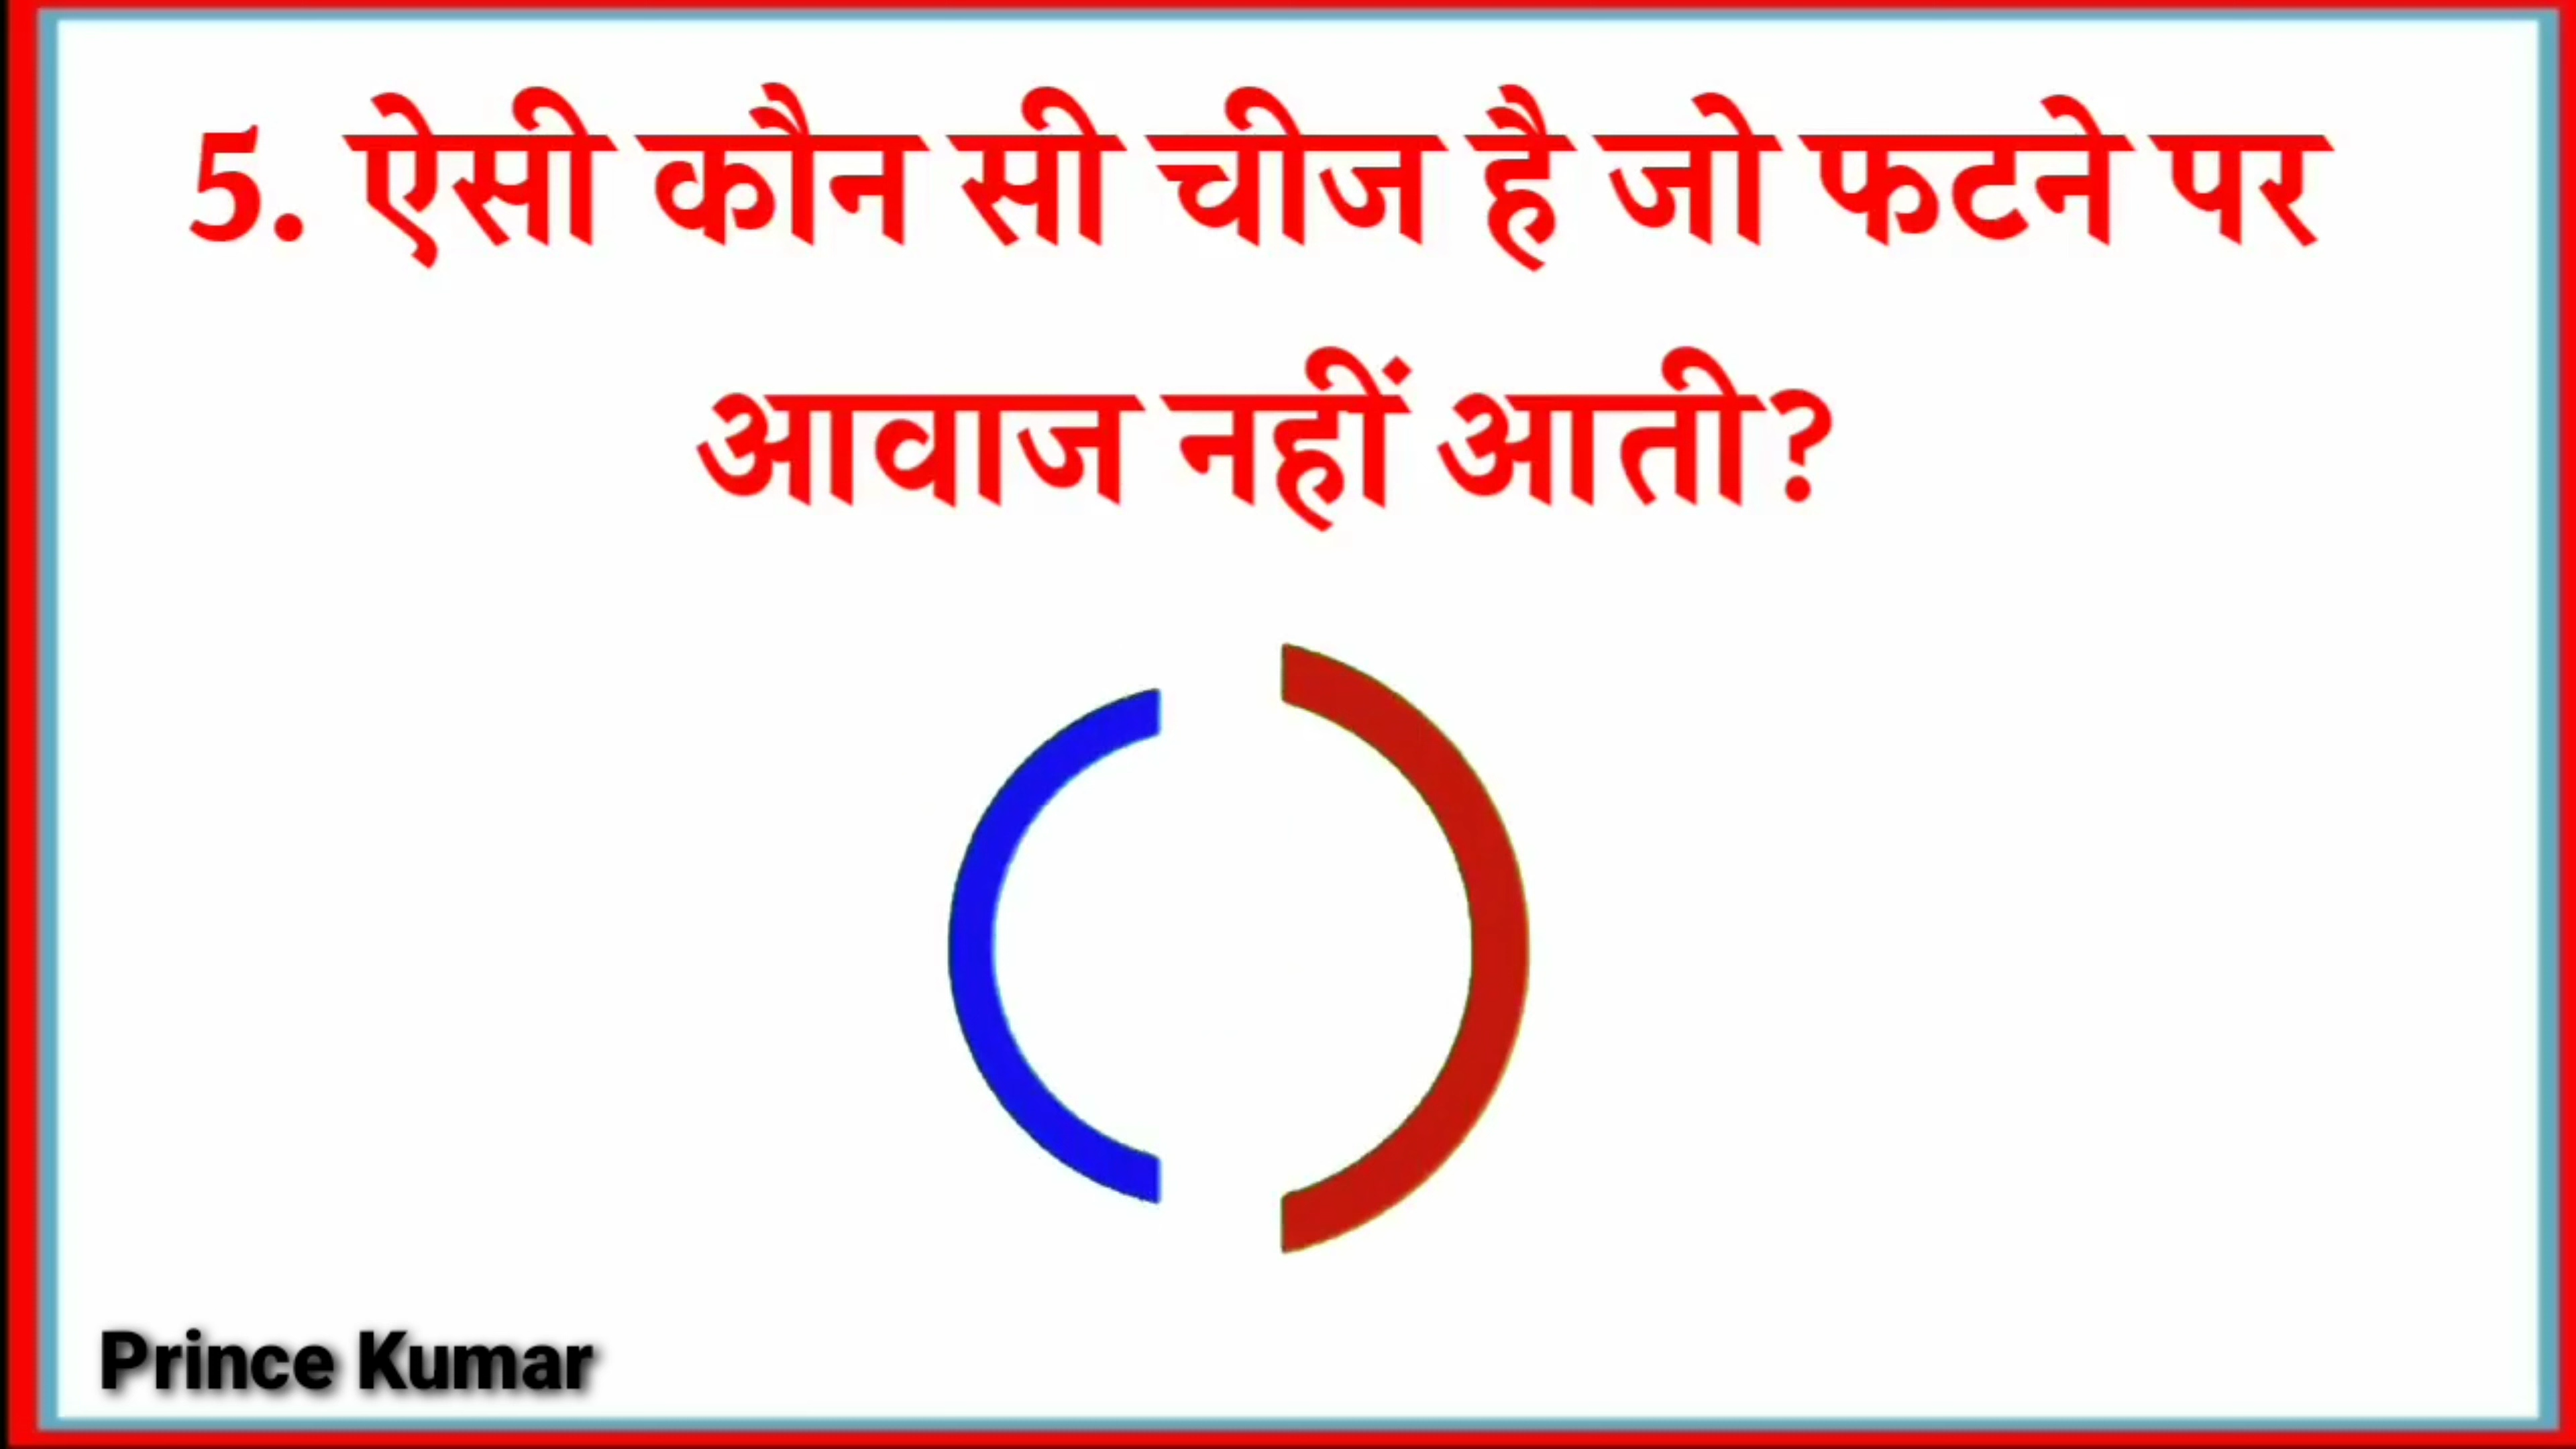 5. ऐसी कौन सी चीज है जो फटने पर
आवाज नहीं आती?
Prince Kumar